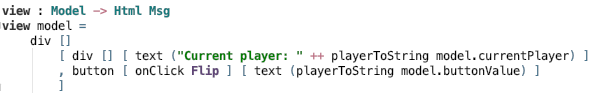 view : Model -> Html Msg
view model =
    div []
        [ div [] [ text ("Current player: " ++ playerToString model.currentPlayer) ]
        , button [ onClick Flip ] [ text (playerToString model.buttonValue) ]
        ]